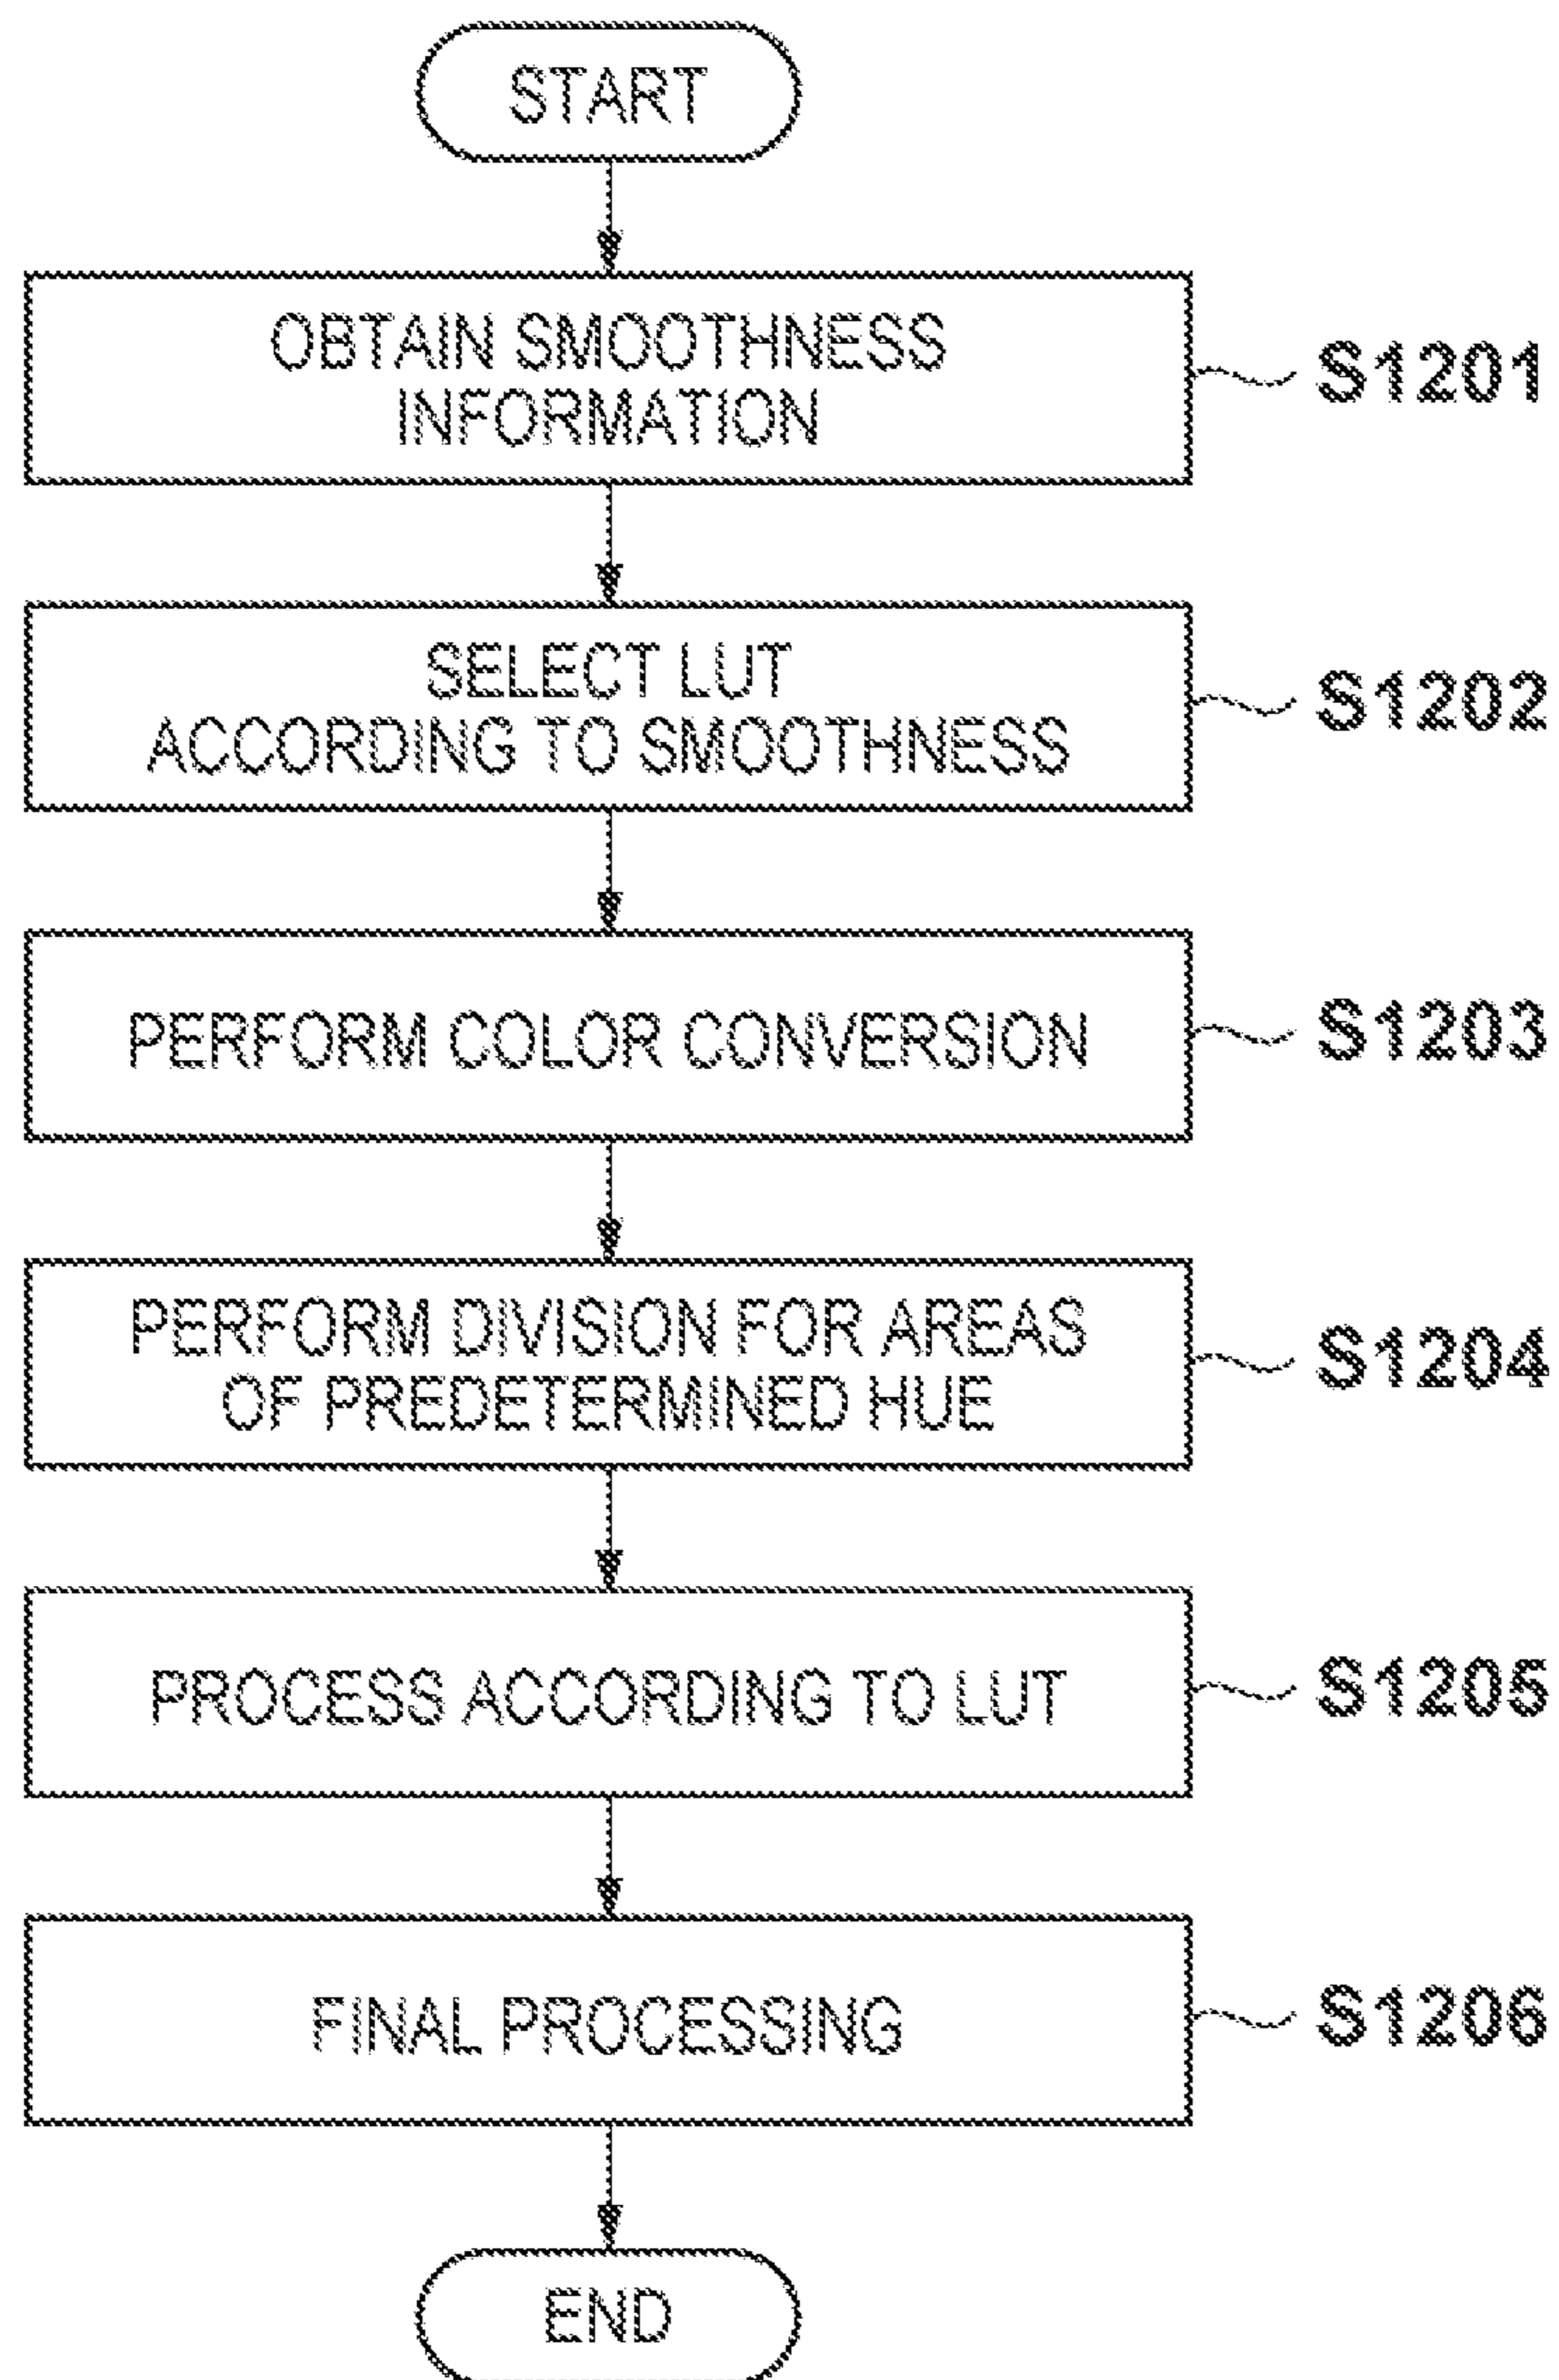 START
OBTAIN SMOOTHNESS
INFORMATION
S1201
SELECT LUT
ACCORDING TO SMOOTHNESS
S1202
PERFORM COLOR CONVERSION
S1203
PERFORM DIVISION FOR AREAS
OF PREDETERMINED HUE
S1204
PROCESS ACCORDING TO LUT
S1205
FINAL PROCESSING
S1206
END